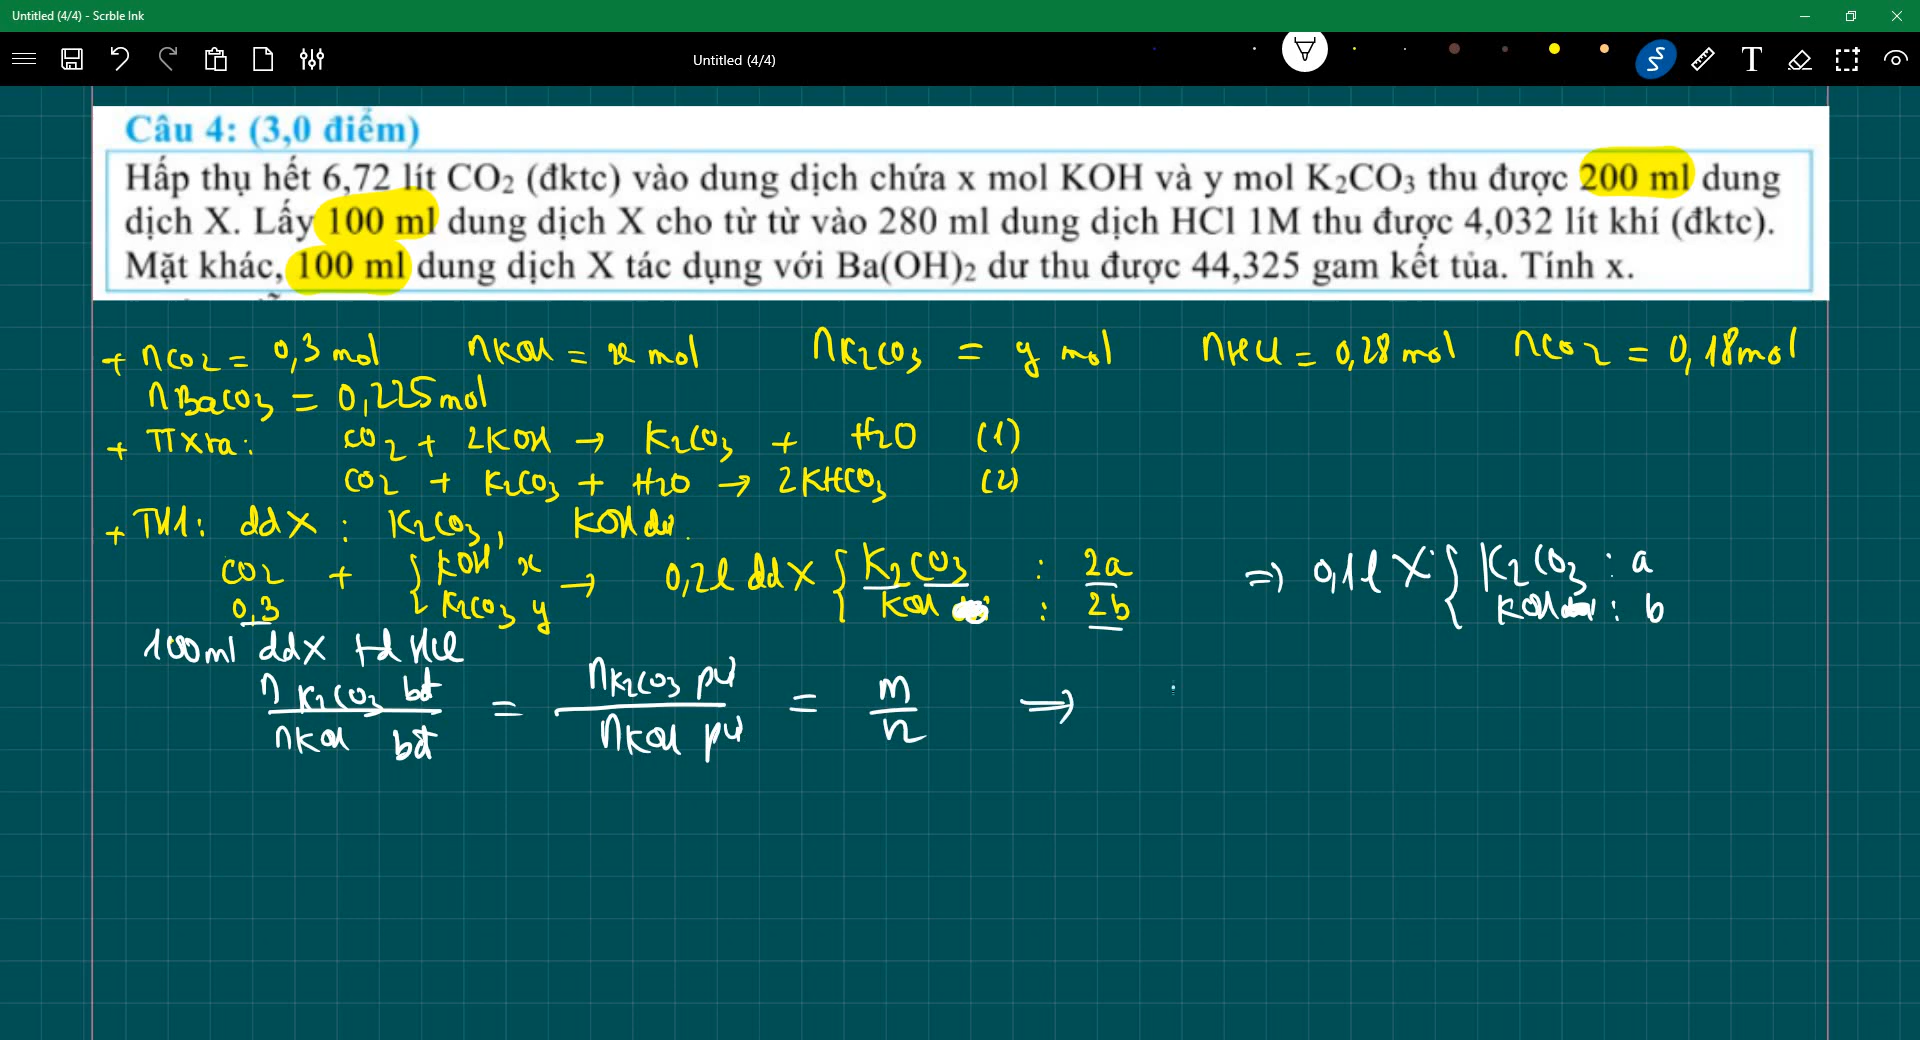 Untitled (4/4) - Scrble Ink
Untitled (4/4)
T
Câu 4: (3,0 điểm)
Hấp thụ hết 6,72 lít CO₂ (đktc) vào dung dịch chứa x mol KOH và y mol K₂CO₃ thu được 200 ml dung
dịch X. Lấy 100 ml dung dịch X cho từ từ vào 280 ml dung dịch HCl 1M thu được 4,032 lít khí (đktc).
Mặt khác, 100 ml dung dịch X tác dụng với Ba(OH)₂ dư thu được 44,325 gam kết tủa. Tính x.
+ nCO2 = 0,3 mol nKOH = x mol nK2CO3 = y mol nHCl = 0,28 mol nCO2 = 0,18 mol
nBaCO3 = 0,225 mol
+ TT Xra: CO2 + 2KOH → K2CO3 + H2O (1)
CO2 + K2CO3 + H2O → 2KHCO3 (2)
+ TH1: ddX : K2CO3, KOH dư.
CO2 + { KOH x → 0,2l ddX { K2CO3 : 2a ⇒ 0,1l X { K2CO3 : a
0,3 K2CO3 y KOH : 2b KOH : b
100ml ddX td HCl
n K2CO3 bđ / nKOH bđ = nK2CO3 pư / nKOH pư = m / n ⇒